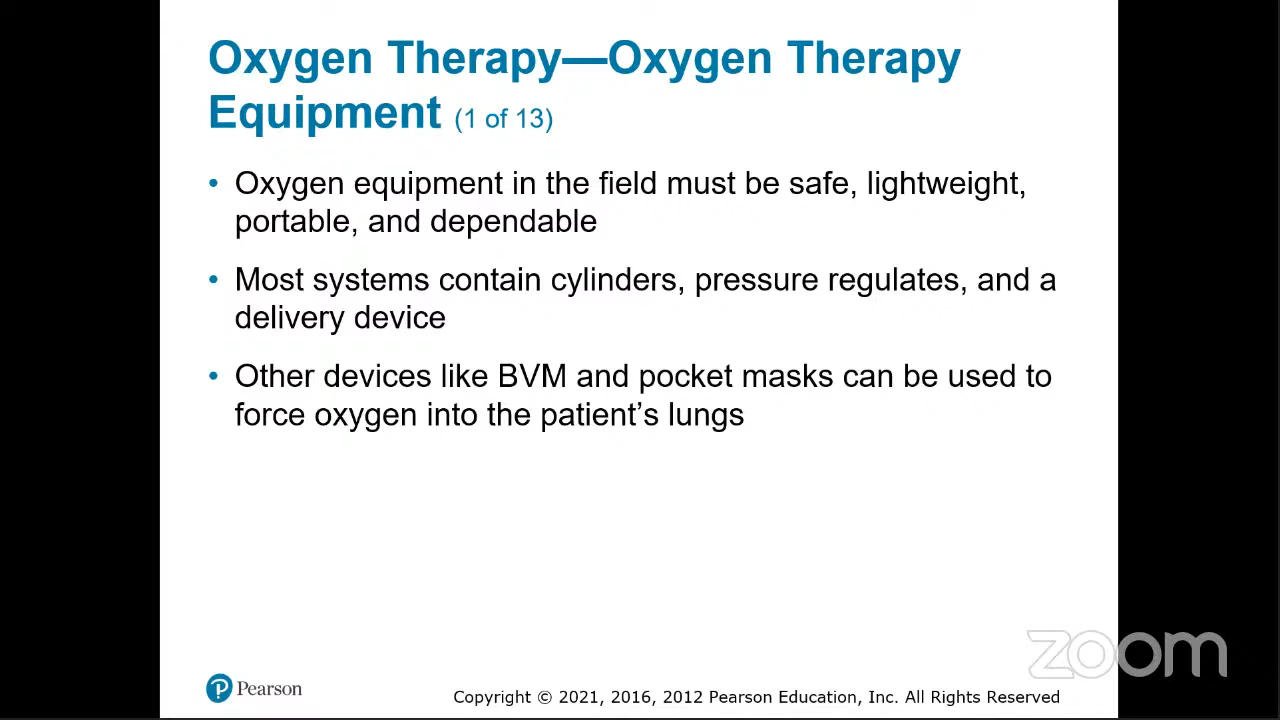 Oxygen Therapy—Oxygen Therapy
Equipment (1 of 13)
• Oxygen equipment in the field must be safe, lightweight,
portable, and dependable
• Most systems contain cylinders, pressure regulates, and a
delivery device
• Other devices like BVM and pocket masks can be used to
force oxygen into the patient’s lungs
zoom
Pearson
Copyright © 2021, 2016, 2012 Pearson Education, Inc. All Rights Reserved